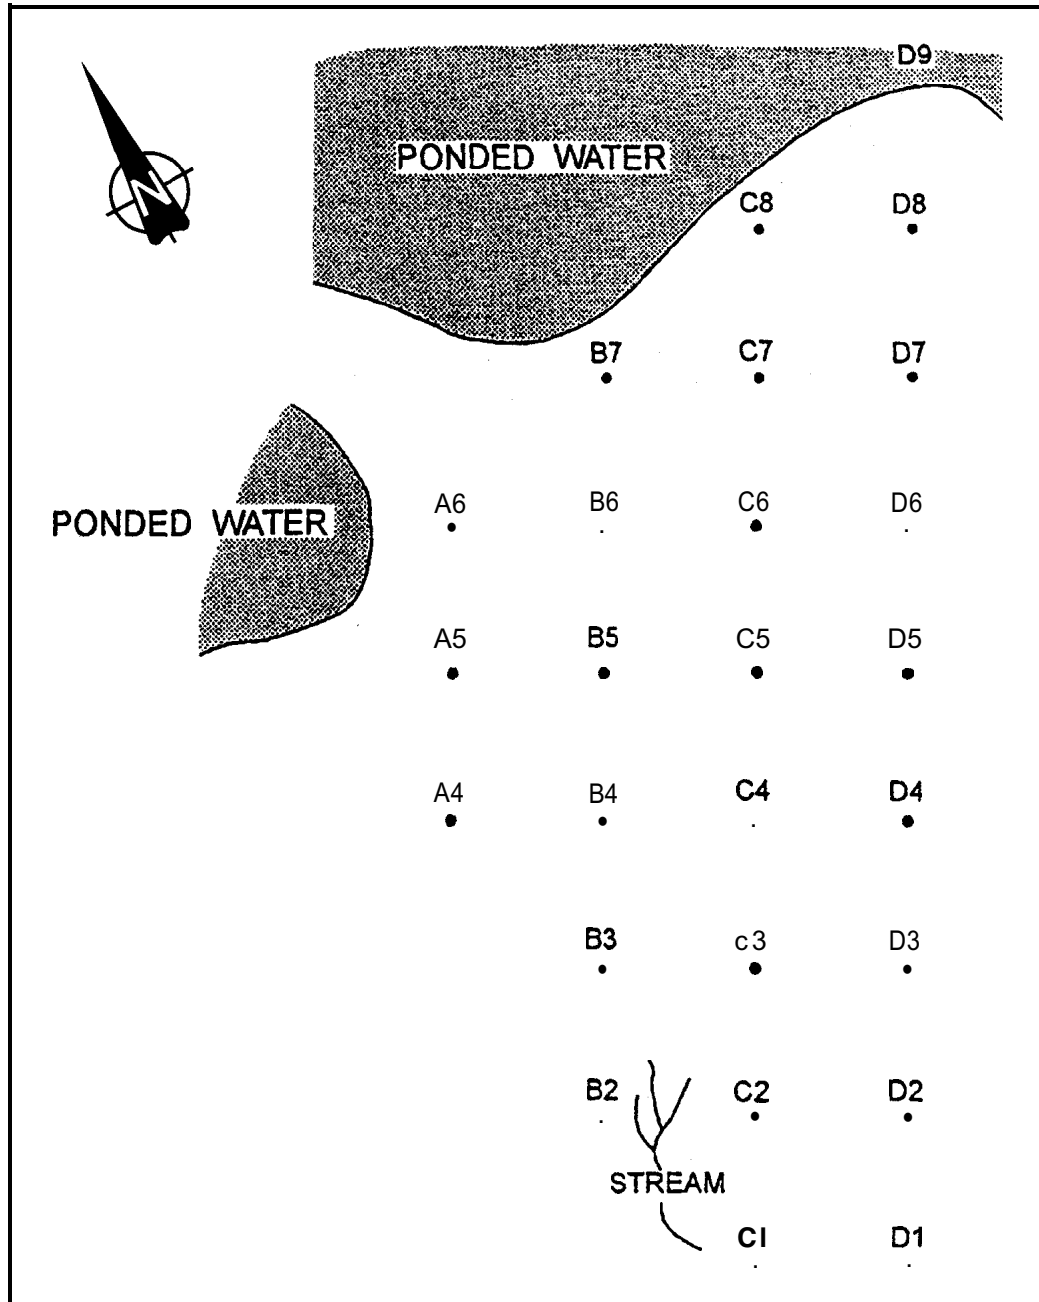 D9
N
PONDED WATER
C8 D8
B7 C7 D7
A6 B6 C6 D6
PONDED WATER
A5 B5 C5 D5
A4 B4 C4 D4
B3 c3 D3
B2 C2 D2
STREAM
CI D1